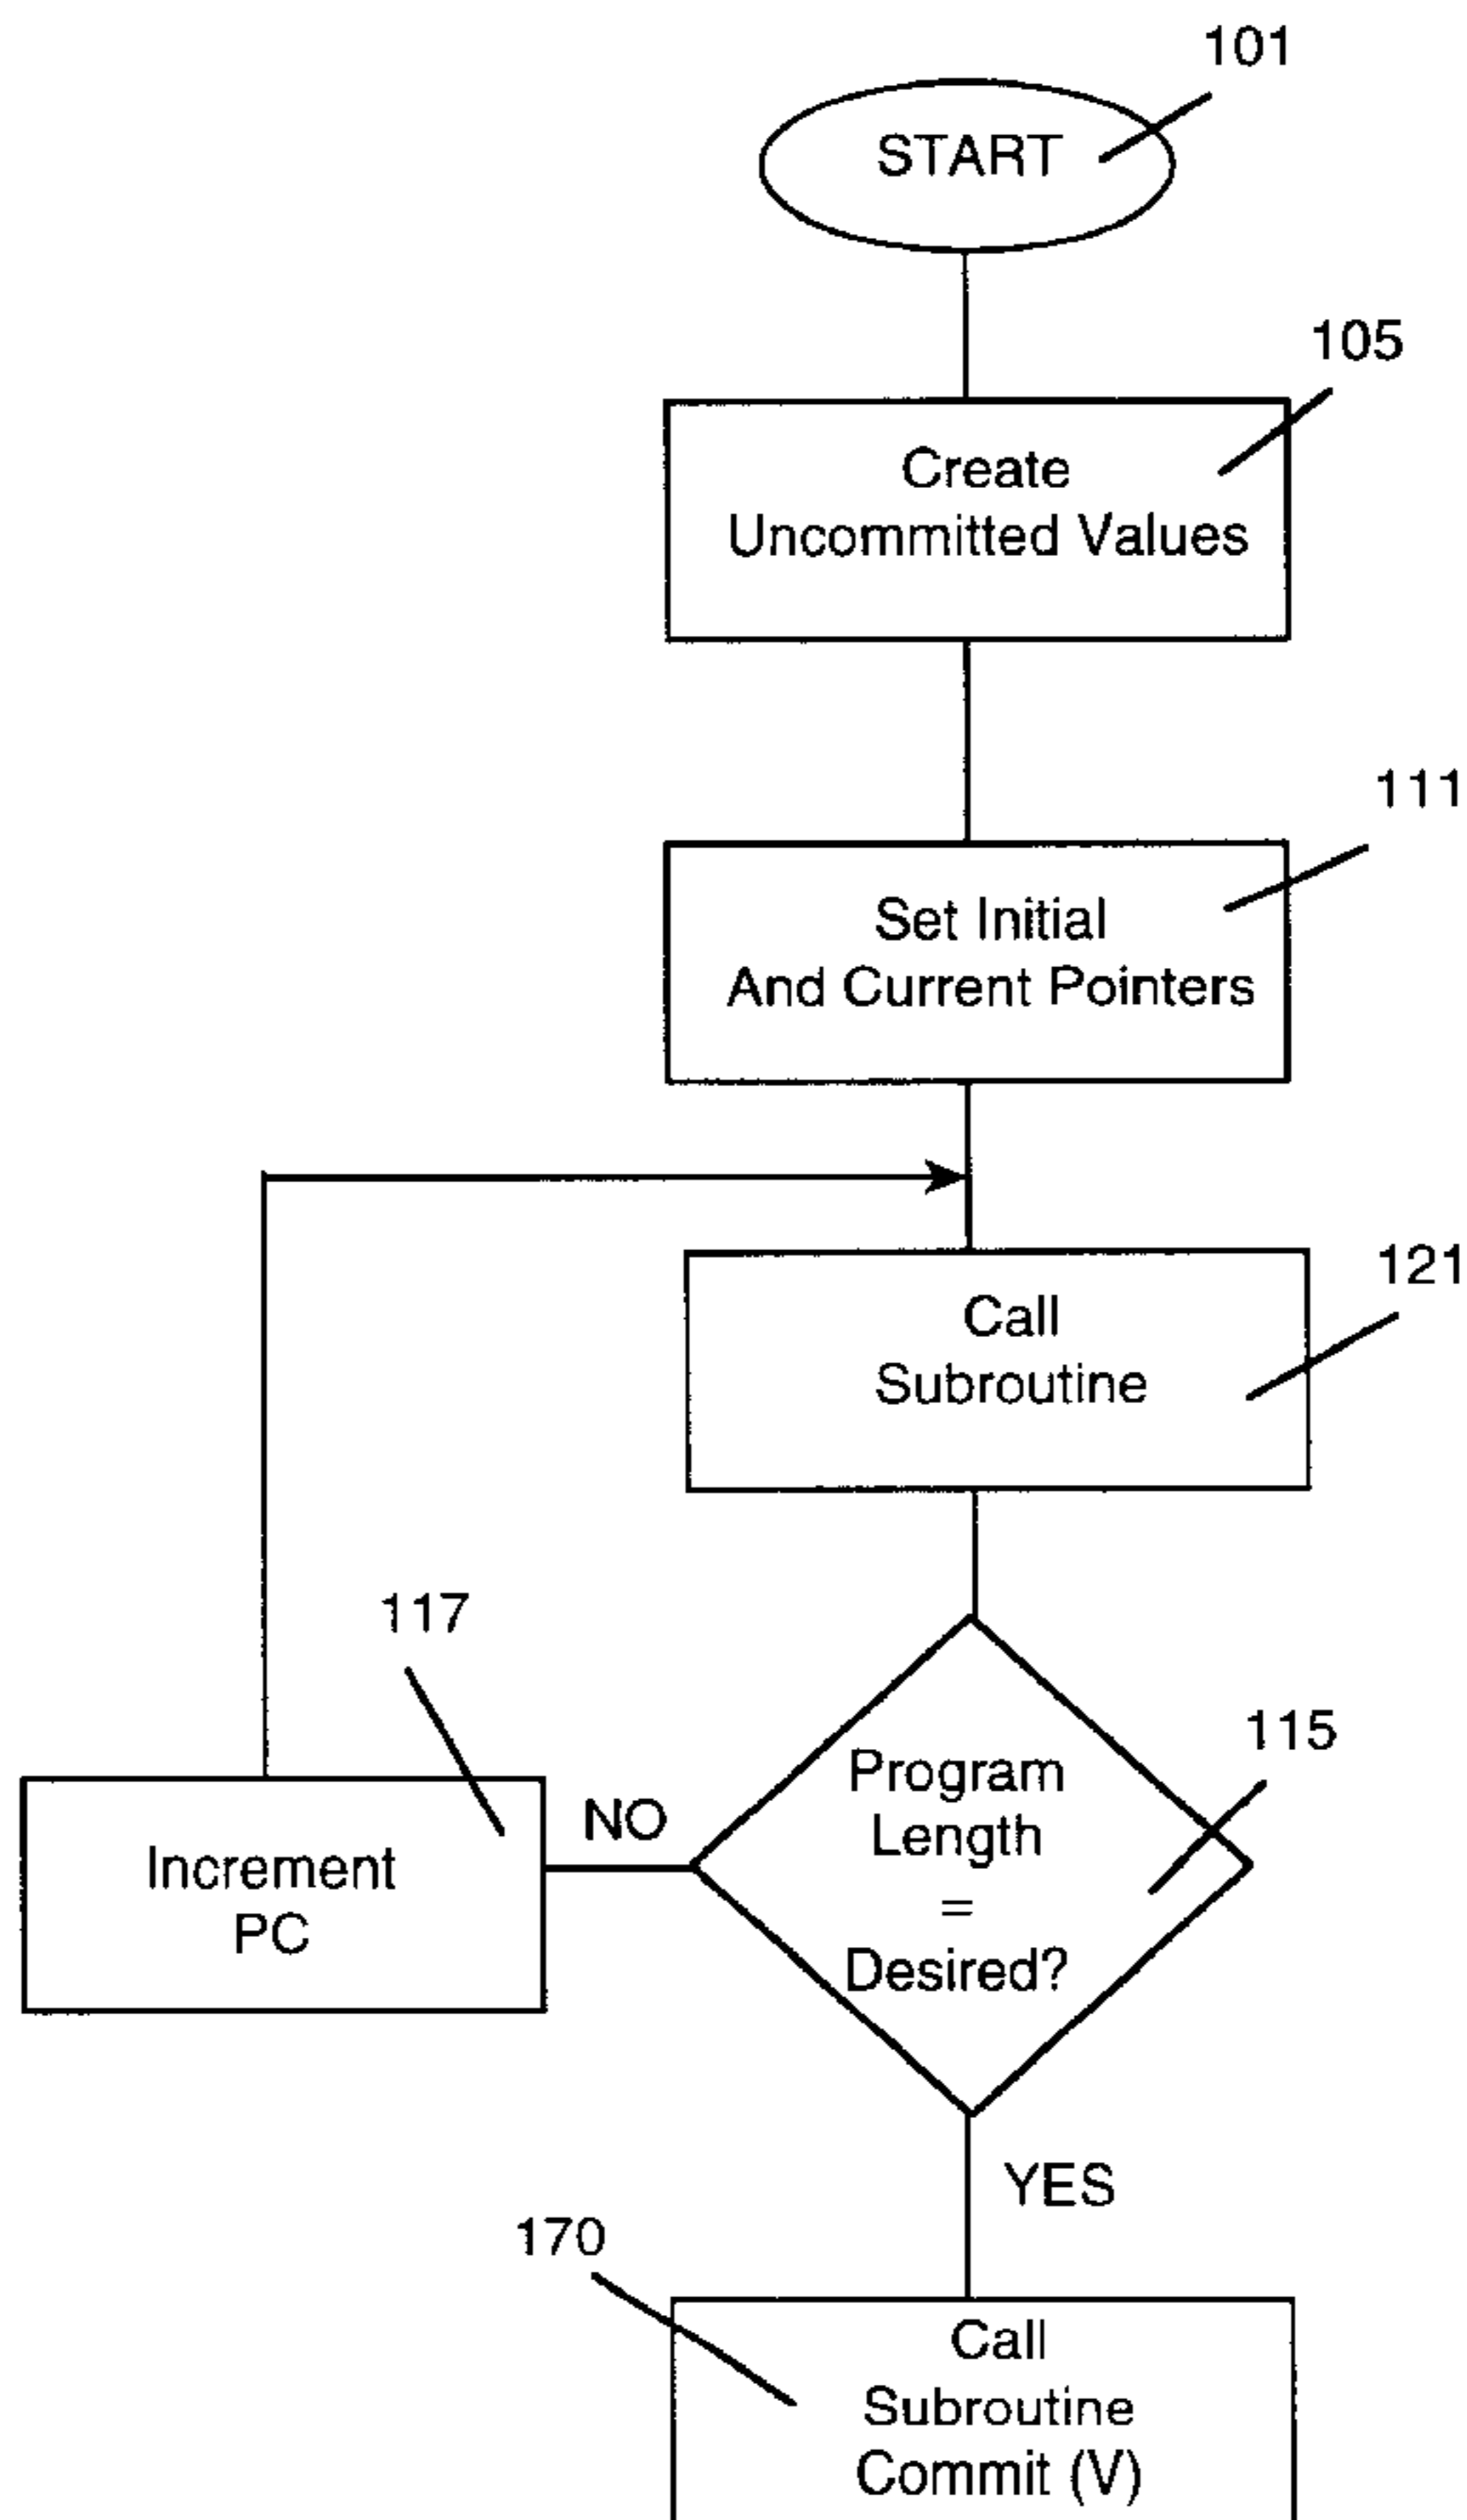 101
START
105
Create
Uncommitted Values
111
Set Initial
And Current Pointers
121
Call
Subroutine
117
115
Program
Length
=
Desired?
NO
Increment
PC
YES
170
Call
Subroutine
Commit (V)